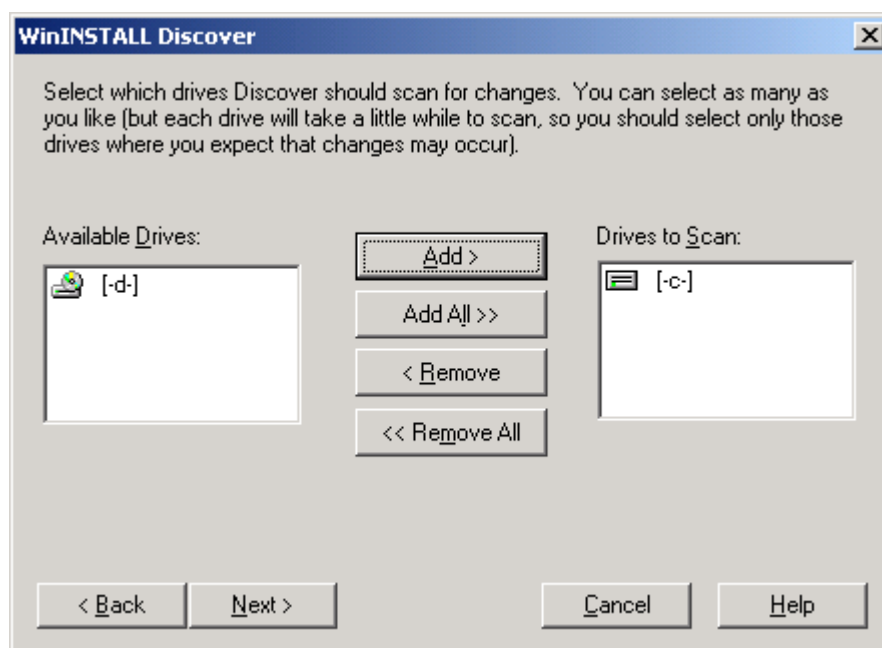 WinINSTALL Discover
Select which drives Discover should scan for changes. You can select as many as
you like (but each drive will take a little while to scan, so you should select only those
drives where you expect that changes may occur).
Available Drives:
Drives to Scan:
[-d-]
[-c-]
Add >
Add All >>
< Remove
<< Remove All
< Back
Next >
Cancel
Help